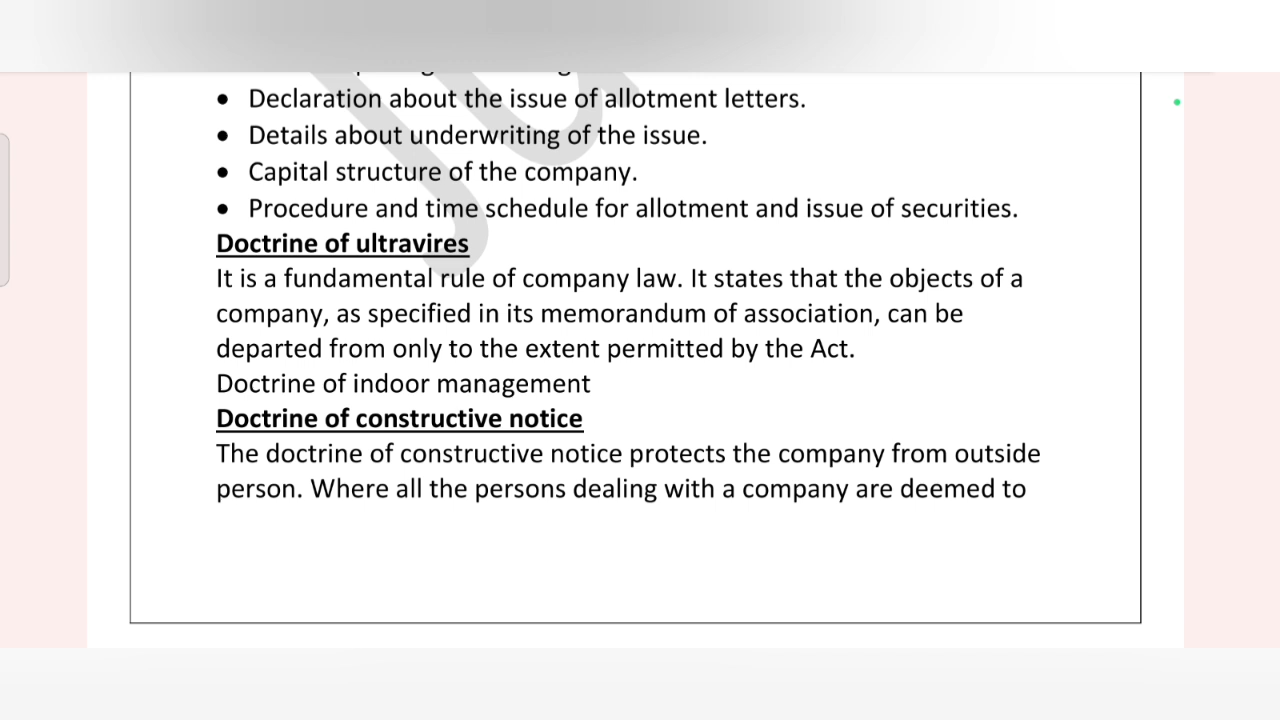 • Declaration about the issue of allotment letters.
• Details about underwriting of the issue.
• Capital structure of the company.
• Procedure and time schedule for allotment and issue of securities.
Doctrine of ultravires
It is a fundamental rule of company law. It states that the objects of a
company, as specified in its memorandum of association, can be
departed from only to the extent permitted by the Act.
Doctrine of indoor management
Doctrine of constructive notice
The doctrine of constructive notice protects the company from outside
person. Where all the persons dealing with a company are deemed to